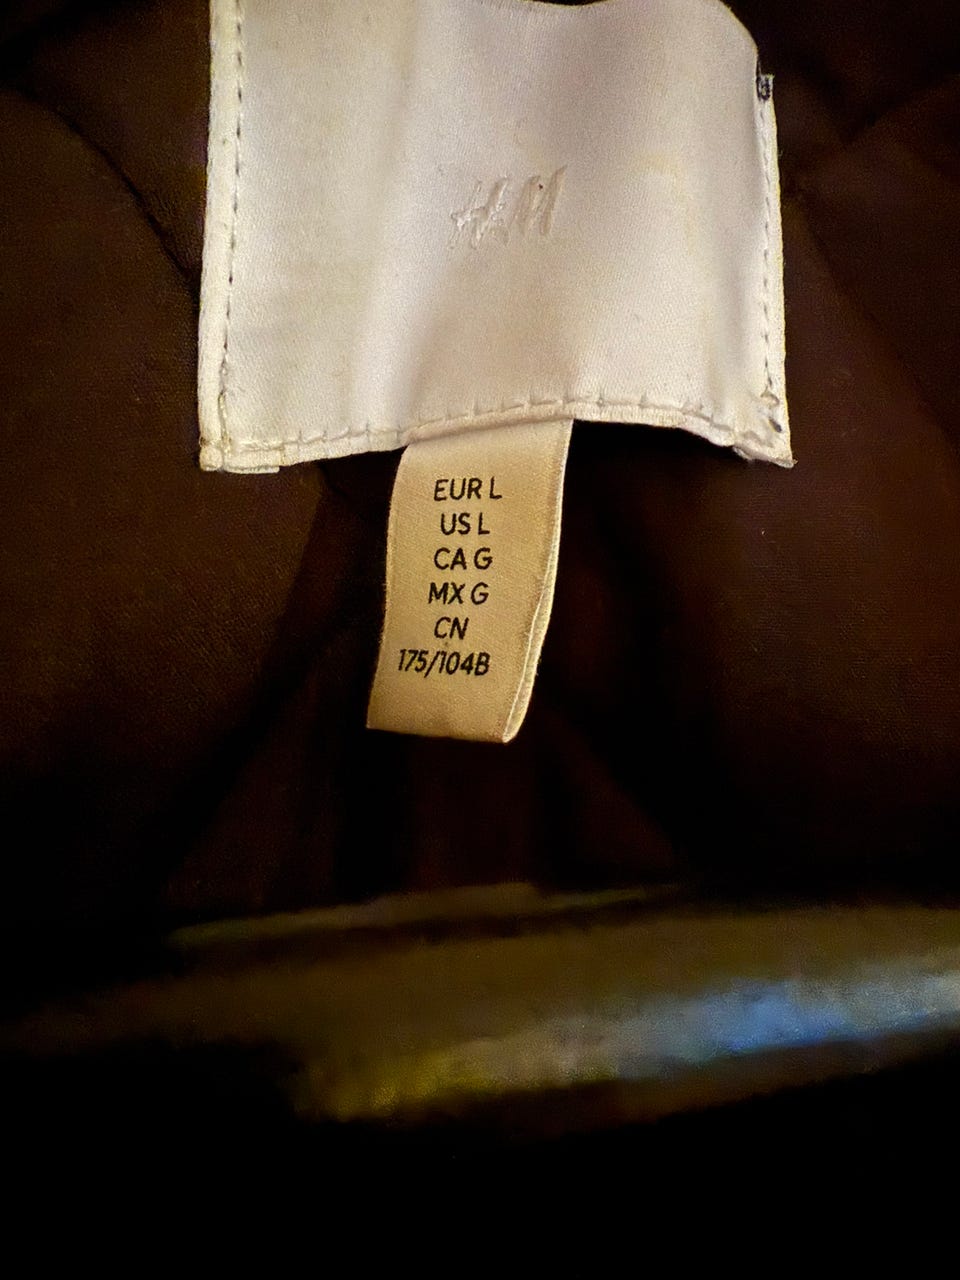 H&M
EUR L
US L
CA G
MX G
CN
175/104B